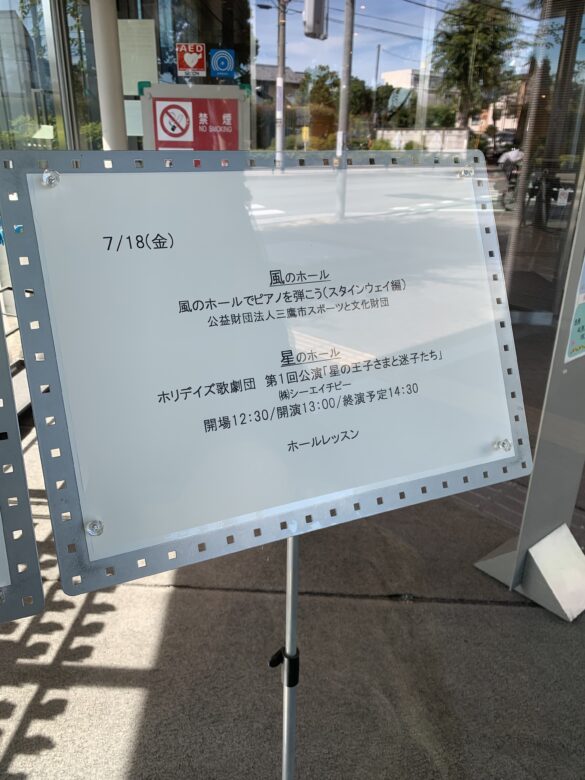 AED
禁煙
NO SMOKING
7/18(金)
風のホール
風のホールでピアノを弾こう(スタインウェイ編)
公益財団法人三鷹市スポーツと文化財団
星のホール
ホリデイズ歌劇団 第1回公演「星の王子さまと迷子たち」
㈱シーエイチピー
開場12:30/開演13:00/終演予定14:30
ホールレッスン